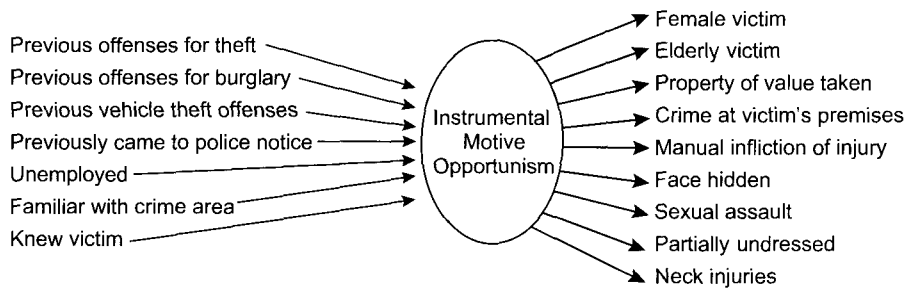 Previous offenses for theft
Previous offenses for burglary
Previous vehicle theft offenses
Previously came to police notice
Unemployed
Familiar with crime area
Knew victim
Instrumental
Motive
Opportunism
Female victim
Elderly victim
Property of value taken
Crime at victim's premises
Manual infliction of injury
Face hidden
Sexual assault
Partially undressed
Neck injuries